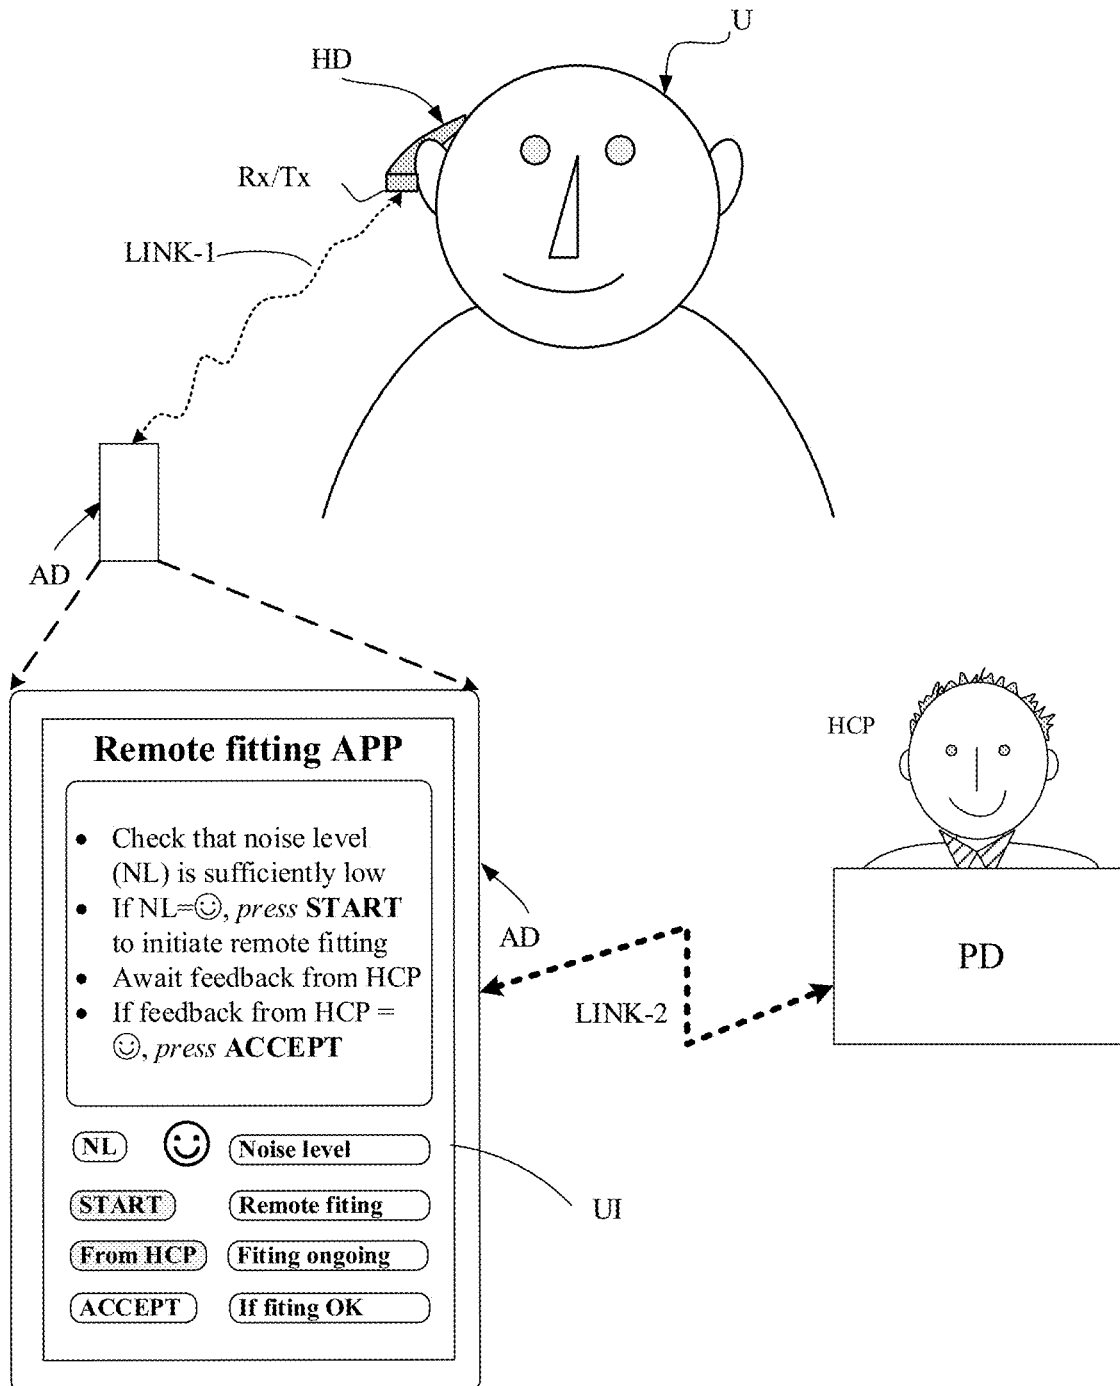 U
HD
Rx/Tx
LINK-1
AD
Remote fitting APP
• Check that noise level
(NL) is sufficiently low
• If NL=☺, press START
to initiate remote fitting
• Await feedback from HCP
• If feedback from HCP =
☺, press ACCEPT
NL Noise level
START Remote fiting
From HCP Fiting ongoing
ACCEPT If fiting OK
AD
LINK-2
UI
HCP
PD